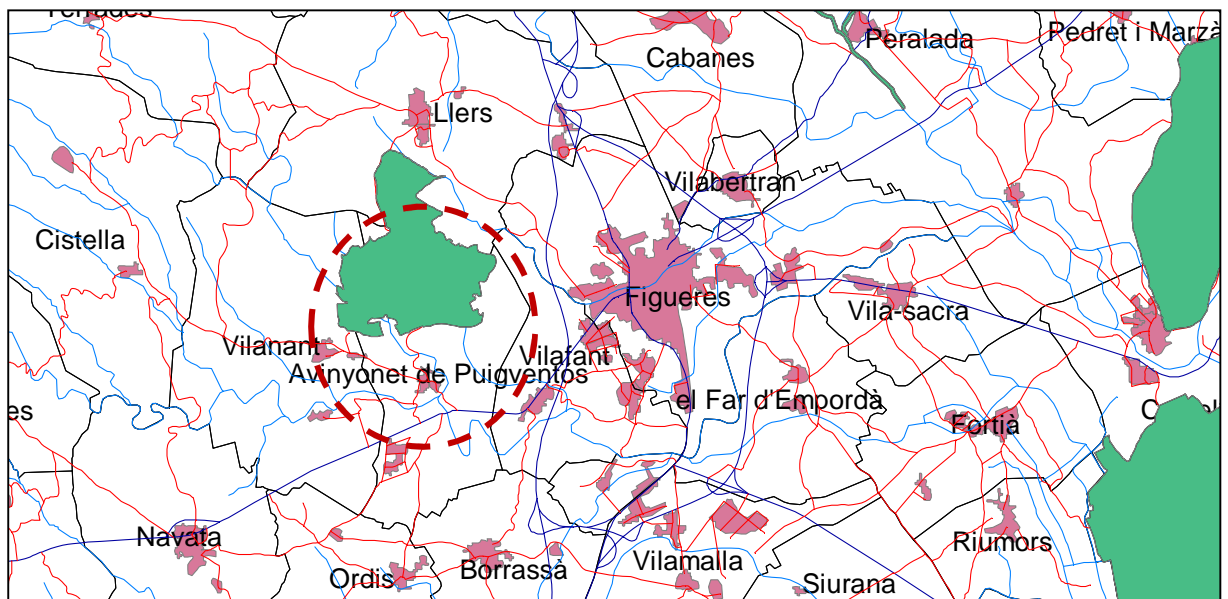 Cabanes
Peralada
Pedret i Marzà
Llers
Vilabertran
Cistella
Figueres
Vila-sacra
Vilanant
Vilafant
Avinyonet de Puigventós
es
el Far d'Empordà
Fortià
Navata
Riumors
Borrassà
Vilamalla
Ordis
Siurana